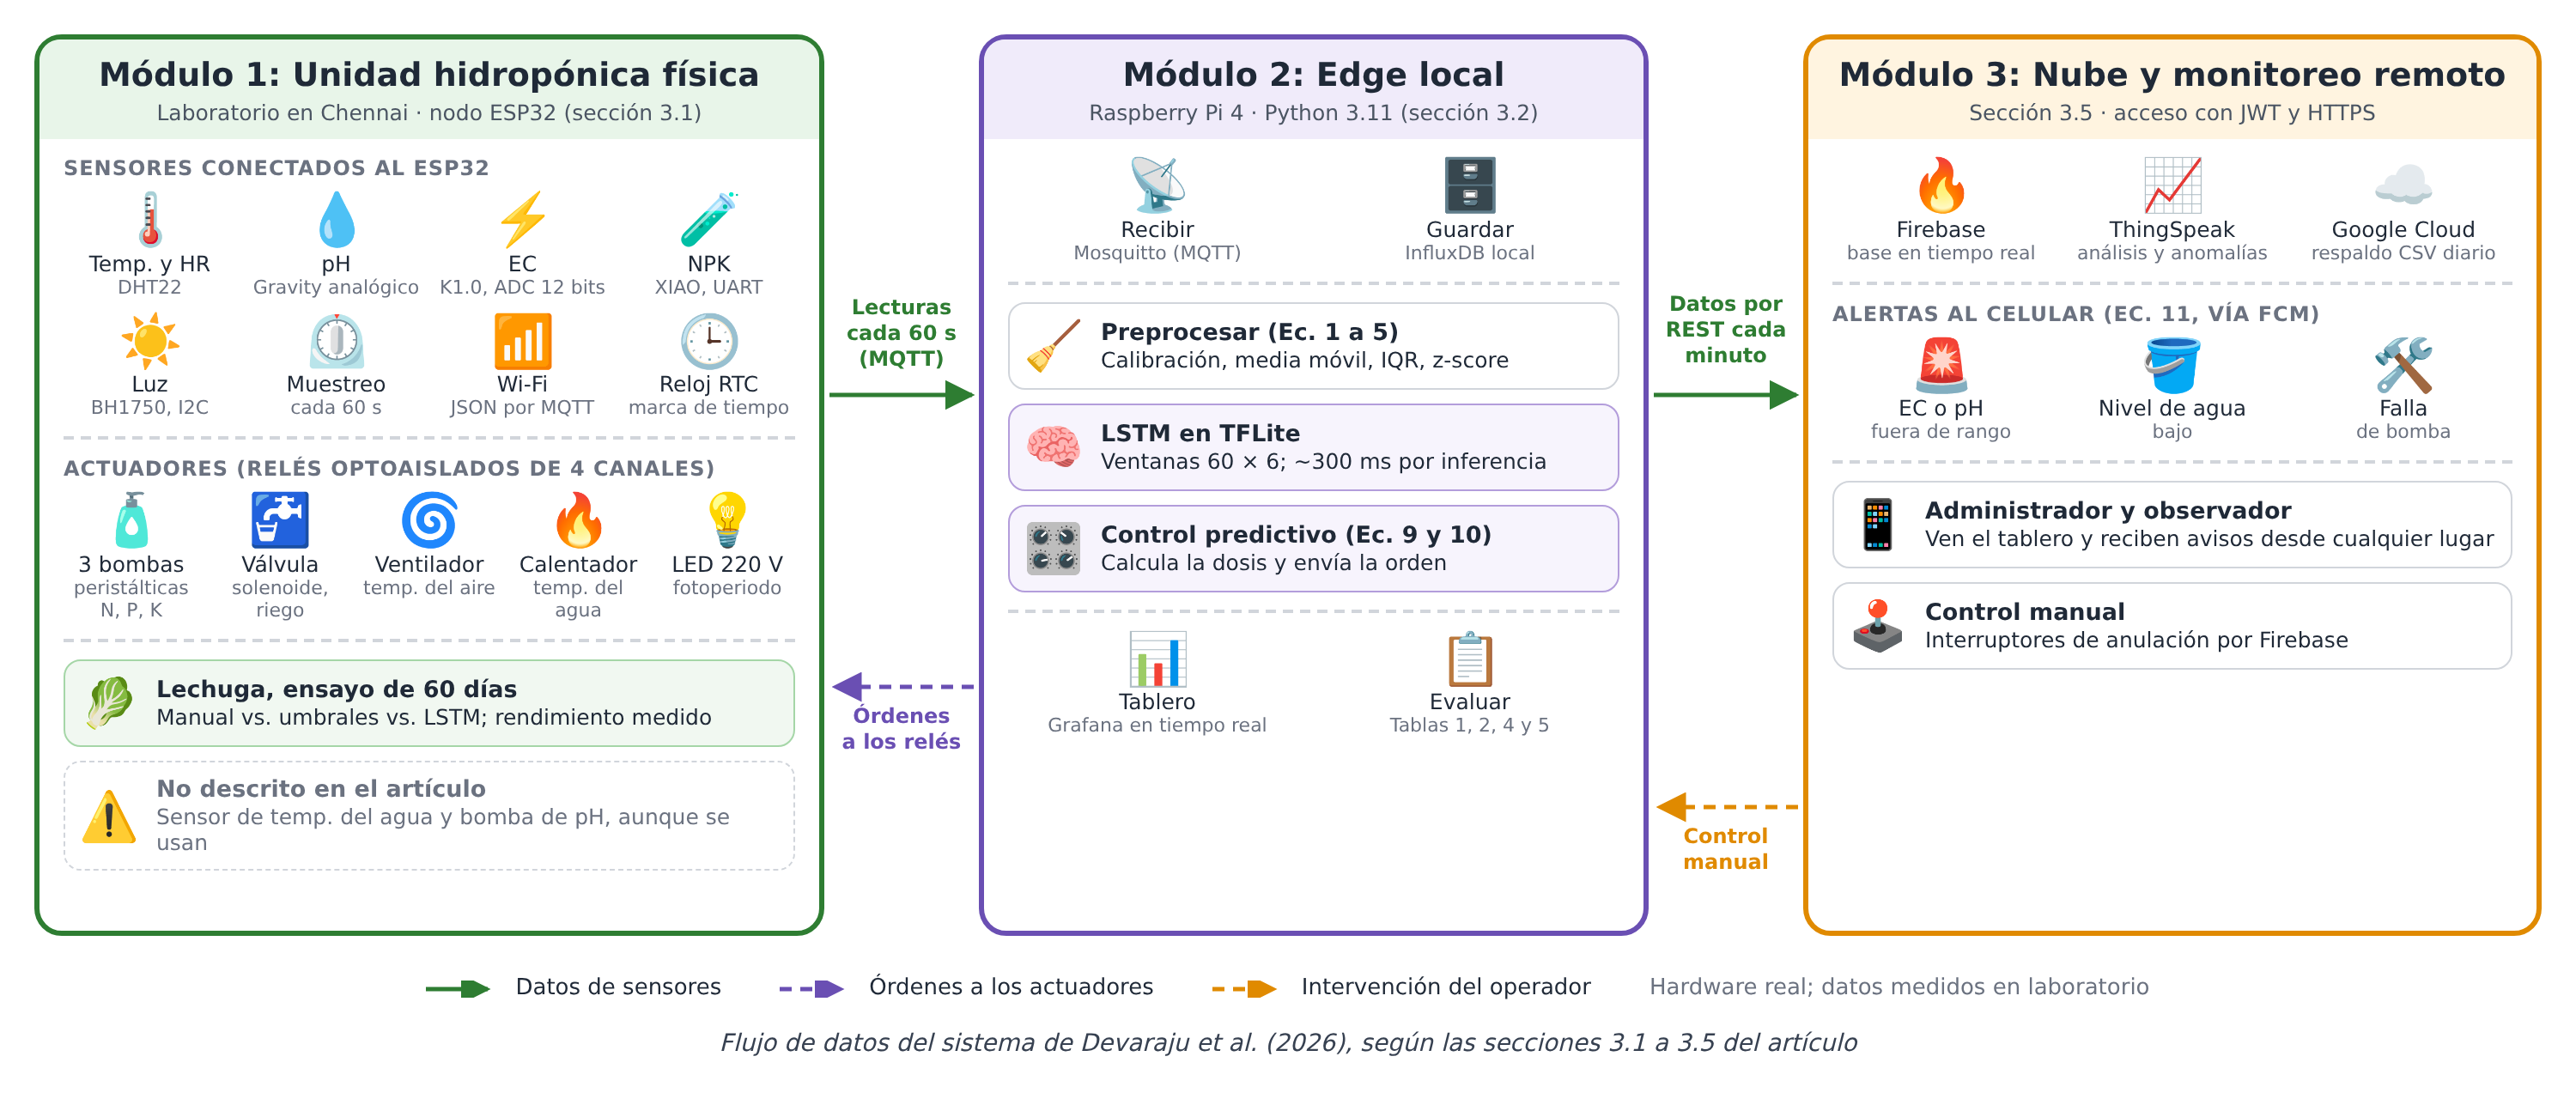 Módulo 1: Unidad hidropónica física
Laboratorio en Chennai · nodo ESP32 (sección 3.1)
SENSORES CONECTADOS AL ESP32
Temp. y HR
DHT22
pH
Gravity analógico
EC
K1.0, ADC 12 bits
NPK
XIAO, UART
Luz
BH1750, I2C
Muestreo
cada 60 s
Wi-Fi
JSON por MQTT
Reloj RTC
marca de tiempo
ACTUADORES (RELÉS OPTOAISLADOS DE 4 CANALES)
3 bombas
peristálticas
N, P, K
Válvula
solenoide,
riego
Ventilador
temp. del aire
Calentador
temp. del
agua
LED 220 V
fotoperiodo
Lechuga, ensayo de 60 días
Manual vs. umbrales vs. LSTM; rendimiento medido
No descrito en el artículo
Sensor de temp. del agua y bomba de pH, aunque se
usan
Lecturas
cada 60 s
(MQTT)
Órdenes
a los relés
Módulo 2: Edge local
Raspberry Pi 4 · Python 3.11 (sección 3.2)
Recibir
Mosquitto (MQTT)
Guardar
InfluxDB local
Preprocesar (Ec. 1 a 5)
Calibración, media móvil, IQR, z-score
LSTM en TFLite
Ventanas 60 × 6; ~300 ms por inferencia
Control predictivo (Ec. 9 y 10)
Calcula la dosis y envía la orden
Tablero
Grafana en tiempo real
Evaluar
Tablas 1, 2, 4 y 5
Datos por
REST cada
minuto
Control
manual
Módulo 3: Nube y monitoreo remoto
Sección 3.5 · acceso con JWT y HTTPS
Firebase
base en tiempo real
ThingSpeak
análisis y anomalías
Google Cloud
respaldo CSV diario
ALERTAS AL CELULAR (EC. 11, VÍA FCM)
EC o pH
fuera de rango
Nivel de agua
bajo
Falla
de bomba
Administrador y observador
Ven el tablero y reciben avisos desde cualquier lugar
Control manual
Interruptores de anulación por Firebase
Datos de sensores
Órdenes a los actuadores
Intervención del operador
Hardware real; datos medidos en laboratorio
Flujo de datos del sistema de Devaraju et al. (2026), según las secciones 3.1 a 3.5 del artículo